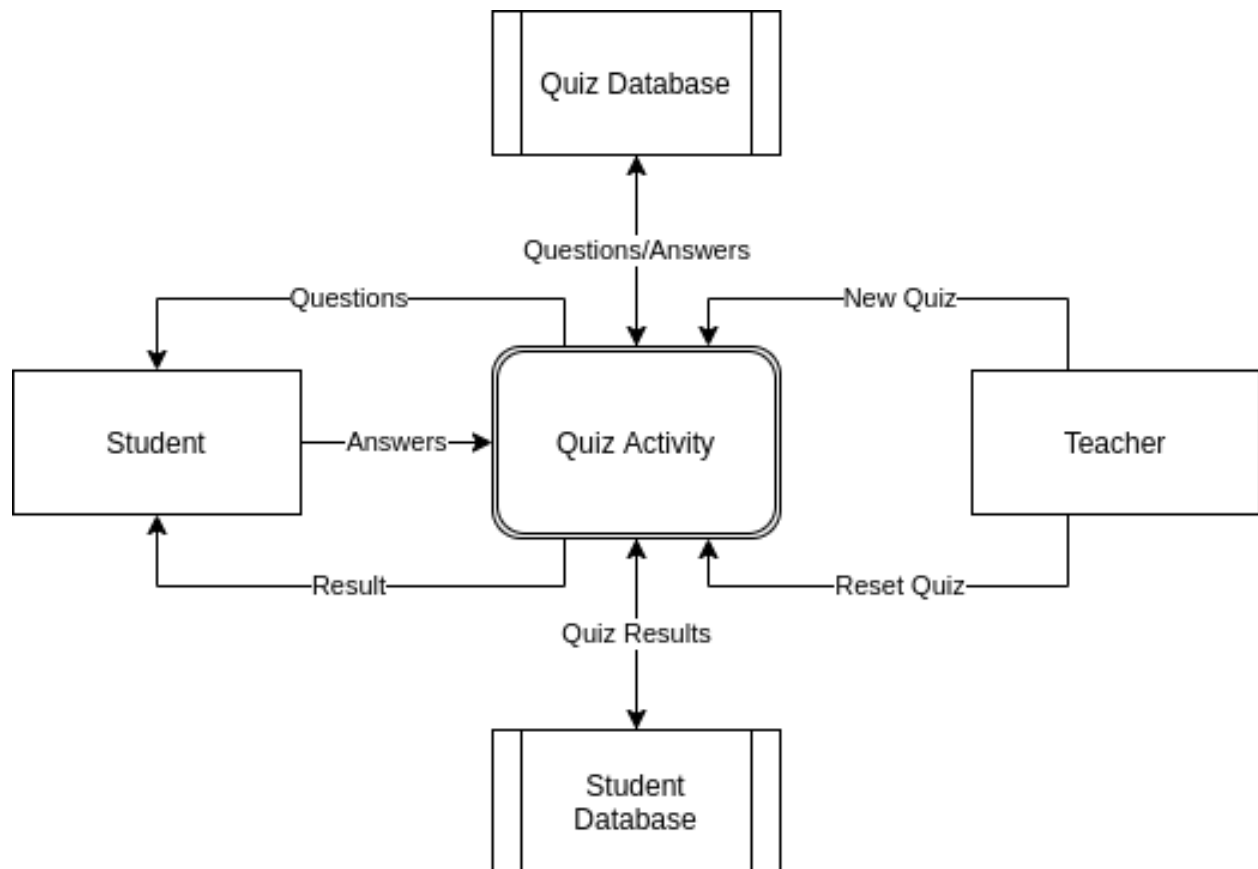 Quiz Database
Questions/Answers
Questions
New Quiz
Student
Answers
Quiz Activity
Teacher
Result
Reset Quiz
Quiz Results
Student
Database